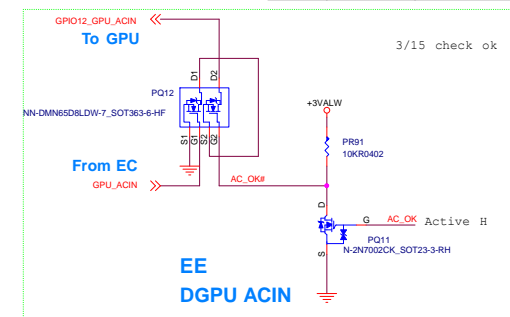 GPIO12_GPU_ACIN
To GPU
3/15 check ok
D1
D2
PQ12
NN-DMN65D8LDW-7_SOT363-6-HF
+3VALW
PR91
10KR0402
S1
G1
S2
G2
From EC
GPU_ACIN
AC_OK#
D
G
AC_OK
Active H
PQ11
N-2N7002CK_SOT23-3-RH
S
EE
DGPU ACIN